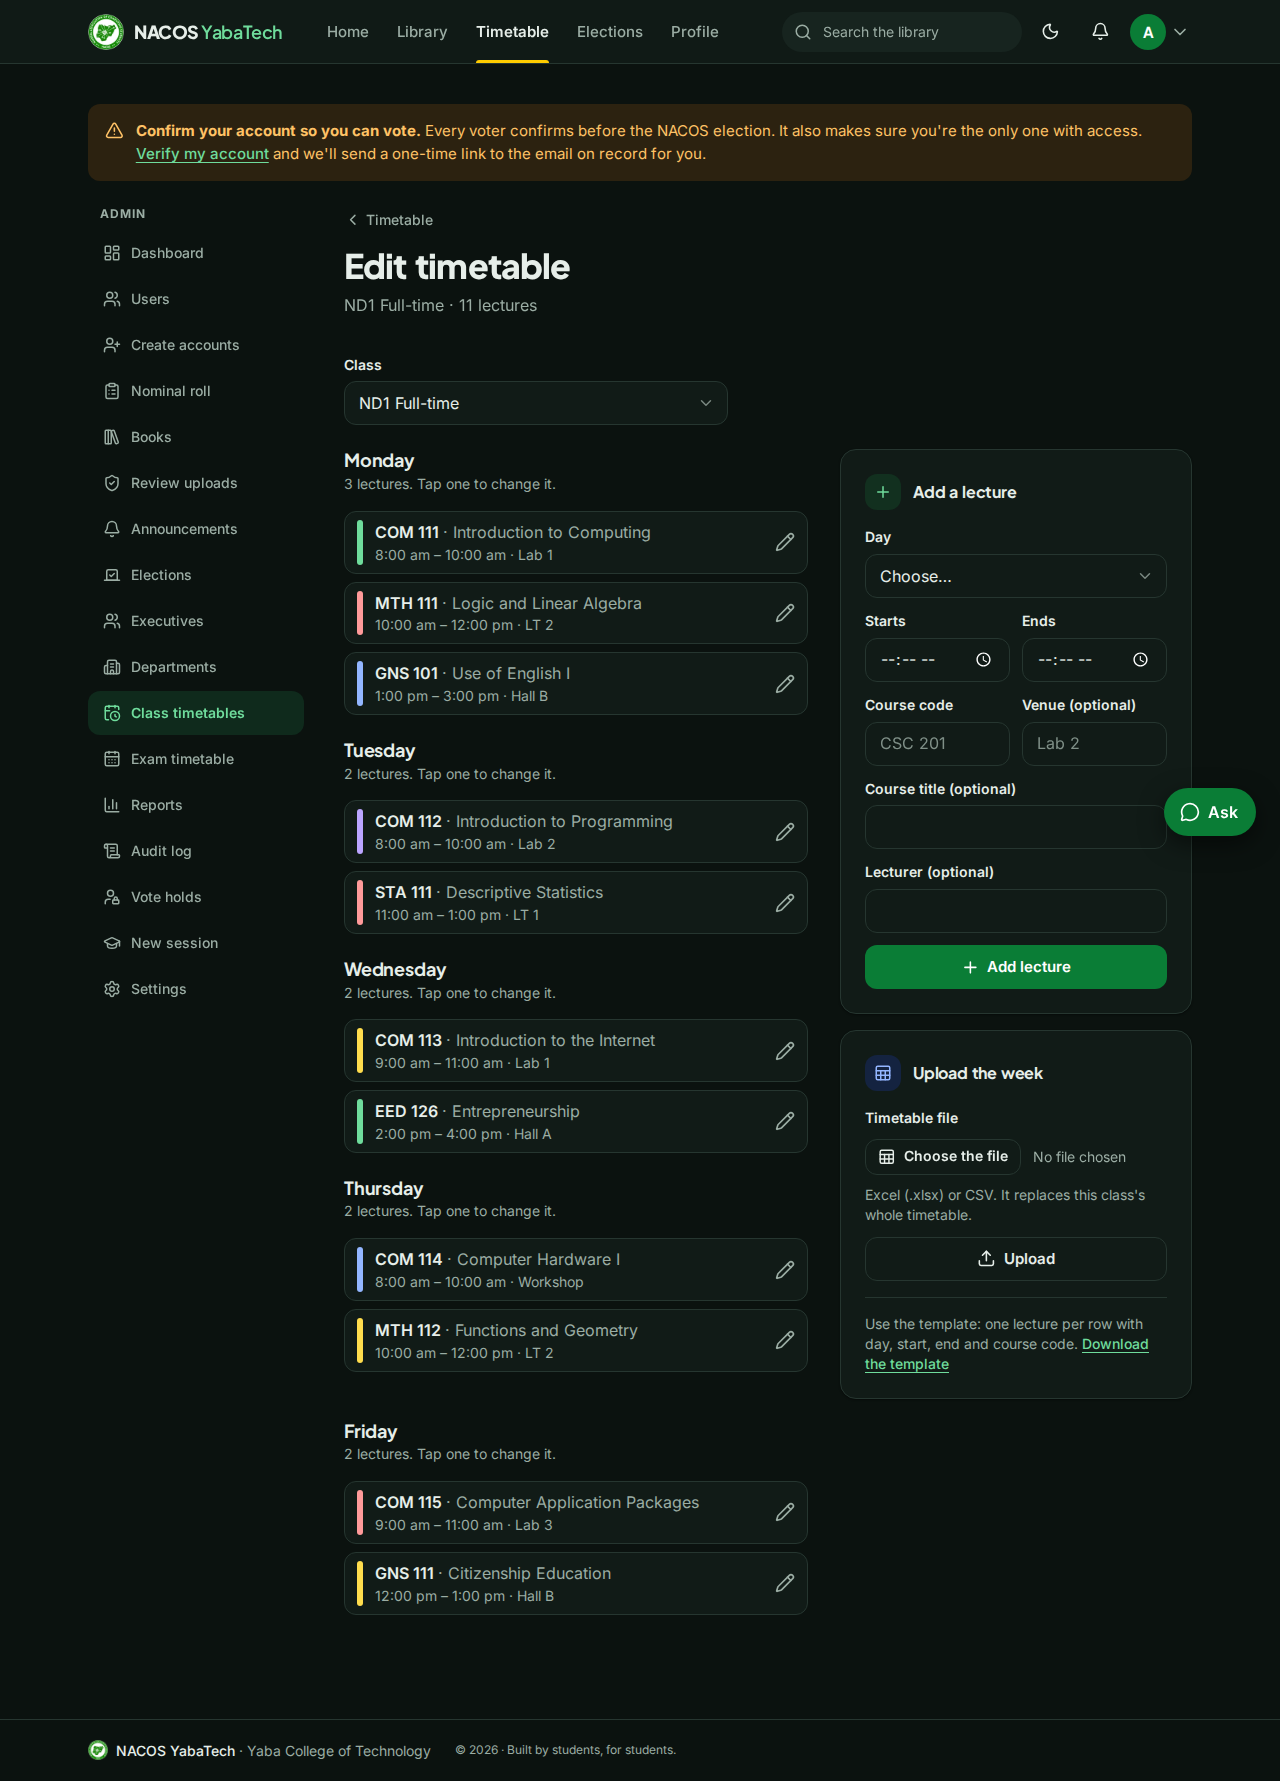 NACOS YabaTech
Home
Library
Timetable
Elections
Profile
Search the library
A
Confirm your account so you can vote. Every voter confirms before the NACOS election. It also makes sure you're the only one with access.
Verify my account and we'll send a one-time link to the email on record for you.
ADMIN
Dashboard
Users
Create accounts
Nominal roll
Books
Review uploads
Announcements
Elections
Executives
Departments
Class timetables
Exam timetable
Reports
Audit log
Vote holds
New session
Settings
Timetable
Edit timetable
ND1 Full-time · 11 lectures
Class
ND1 Full-time
Monday
3 lectures. Tap one to change it.
COM 111 · Introduction to Computing
8:00 am – 10:00 am · Lab 1
MTH 111 · Logic and Linear Algebra
10:00 am – 12:00 pm · LT 2
GNS 101 · Use of English I
1:00 pm – 3:00 pm · Hall B
Tuesday
2 lectures. Tap one to change it.
COM 112 · Introduction to Programming
8:00 am – 10:00 am · Lab 2
STA 111 · Descriptive Statistics
11:00 am – 1:00 pm · LT 1
Wednesday
2 lectures. Tap one to change it.
COM 113 · Introduction to the Internet
9:00 am – 11:00 am · Lab 1
EED 126 · Entrepreneurship
2:00 pm – 4:00 pm · Hall A
Thursday
2 lectures. Tap one to change it.
COM 114 · Computer Hardware I
8:00 am – 10:00 am · Workshop
MTH 112 · Functions and Geometry
10:00 am – 12:00 pm · LT 2
Friday
2 lectures. Tap one to change it.
COM 115 · Computer Application Packages
9:00 am – 11:00 am · Lab 3
GNS 111 · Citizenship Education
12:00 pm – 1:00 pm · Hall B
Add a lecture
Day
Choose...
Starts
Ends
--:-- --
--:-- --
Course code
Venue (optional)
CSC 201
Lab 2
Course title (optional)
Lecturer (optional)
Add lecture
Ask
Upload the week
Timetable file
Choose the file
No file chosen
Excel (.xlsx) or CSV. It replaces this class's
whole timetable.
Upload
Use the template: one lecture per row with
day, start, end and course code. Download
the template
NACOS YabaTech · Yaba College of Technology
© 2026 · Built by students, for students.